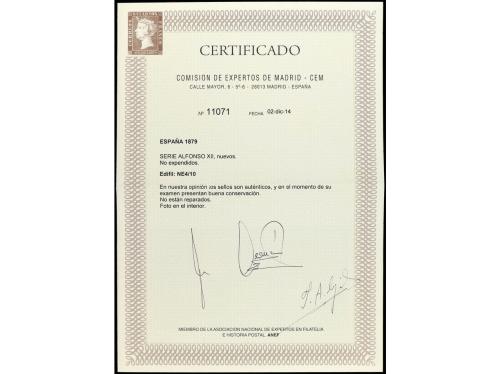 CERTIFICADO
COMISION DE EXPERTOS DE MADRID - CEM
CALLE MAYOR, 6 - 5º-6 - 28013 MADRID - ESPAÑA
Nº 11071 FECHA 02-dic-14
ESPAÑA 1879
SERIE ALFONSO XII, nuevos.
No expendidos.
Edifil: NE4/10
En nuestra opinión los sellos son auténticos, y en el momento de su
examen presentan buena conservación.
No están reparados.
Foto en el interior.
MIEMBRO DE LA ASOCIACION NACIONAL DE EXPERTOS EN FILATELIA
E HISTORIA POSTAL ANEF